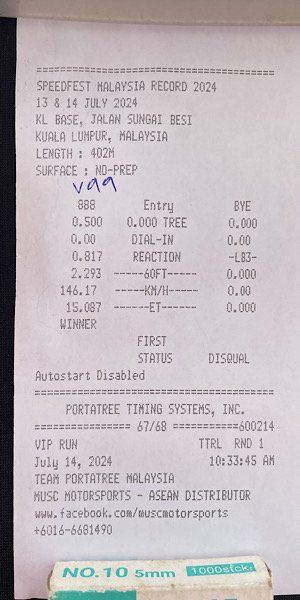 ==================================
SPEEDFEST MALAYSIA RECORD 2024
13 & 14 JULY 2024
KL BASE, JALAN SUNGAI BESI
KUALA LUMPUR, MALAYSIA
LENGTH : 402M
SURFACE : NO-PREP
888 Entry BYE
0.500 0.000 TREE 0.000
0.00 DIAL-IN 0.00
0.817 REACTION -LB3-
2.293 -----60FT------ 0.000
146.17 -----KM/H------ 0.00
15.087 ------ET------- 0.000
WINNER
FIRST
STATUS DISQUAL
Autostart Disabled
==================================
PORTATREE TIMING SYSTEMS, INC.
============== 67/68 ===========600214
VIP RUN TTRL RND 1
July 14, 2024 10:33:45 AM
TEAM PORTATREE MALAYSIA
MUSC MOTORSPORTS - ASEAN DISTRIBUTOR
www.facebook.com/muscmotorsports
+6016-6681490
NO.10 5mm 1000stcks